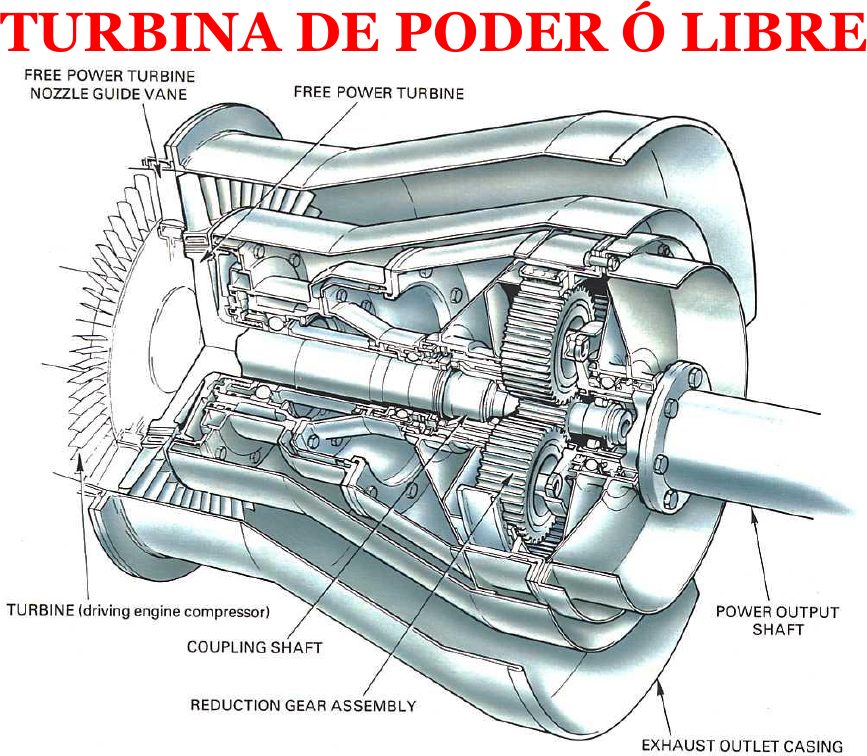 TURBINA DE PODER Ó LIBRE
FREE POWER TURBINE
NOZZLE GUIDE VANE
FREE POWER TURBINE
TURBINE (driving engine compressor)
COUPLING SHAFT
REDUCTION GEAR ASSEMBLY
POWER OUTPUT
SHAFT
EXHAUST OUTLET CASING